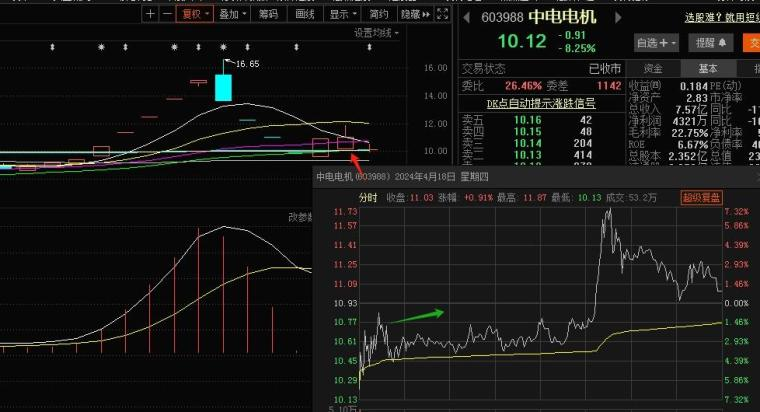 复权 叠加 筹码 画线 显示 简约 隐藏
设置均线
16.65
16.00
14.00
12.00
10.00
改参数
603988 中电电机
10.12 -0.91
-8.25%
选股涨?就用短
自选 提醒 交
交易状态 已收市
委比 26.46% 委差 1142
DK点自动提示涨跌信号
卖五 10.16 42
卖四 10.15 48
卖三 10.14 204
卖二 10.13 414
资金 基本
收益㈣ 0.184 PE(动)
净资产 2.83 市净率
总收入 7.57亿 同比
净利润 4321万 同比
毛利率 22.75% 净利率
ROE 6.67% 负债率
总股本 2.352亿 总值
中电电机(603988) 2024年4月18日 星期四
分时 收盘: 11.03 涨幅: +0.91% 最高: 11.87 最低: 10.13 成交: 53.2万 超级复盘
11.73 7.32%
11.57 5.85%
11.41 4.39%
11.25 2.93%
11.09 1.46%
10.93 0.00%
10.77 1.46%
10.61 2.93%
10.45 4.39%
10.29 5.85%
10.13 7.32%
5.10万